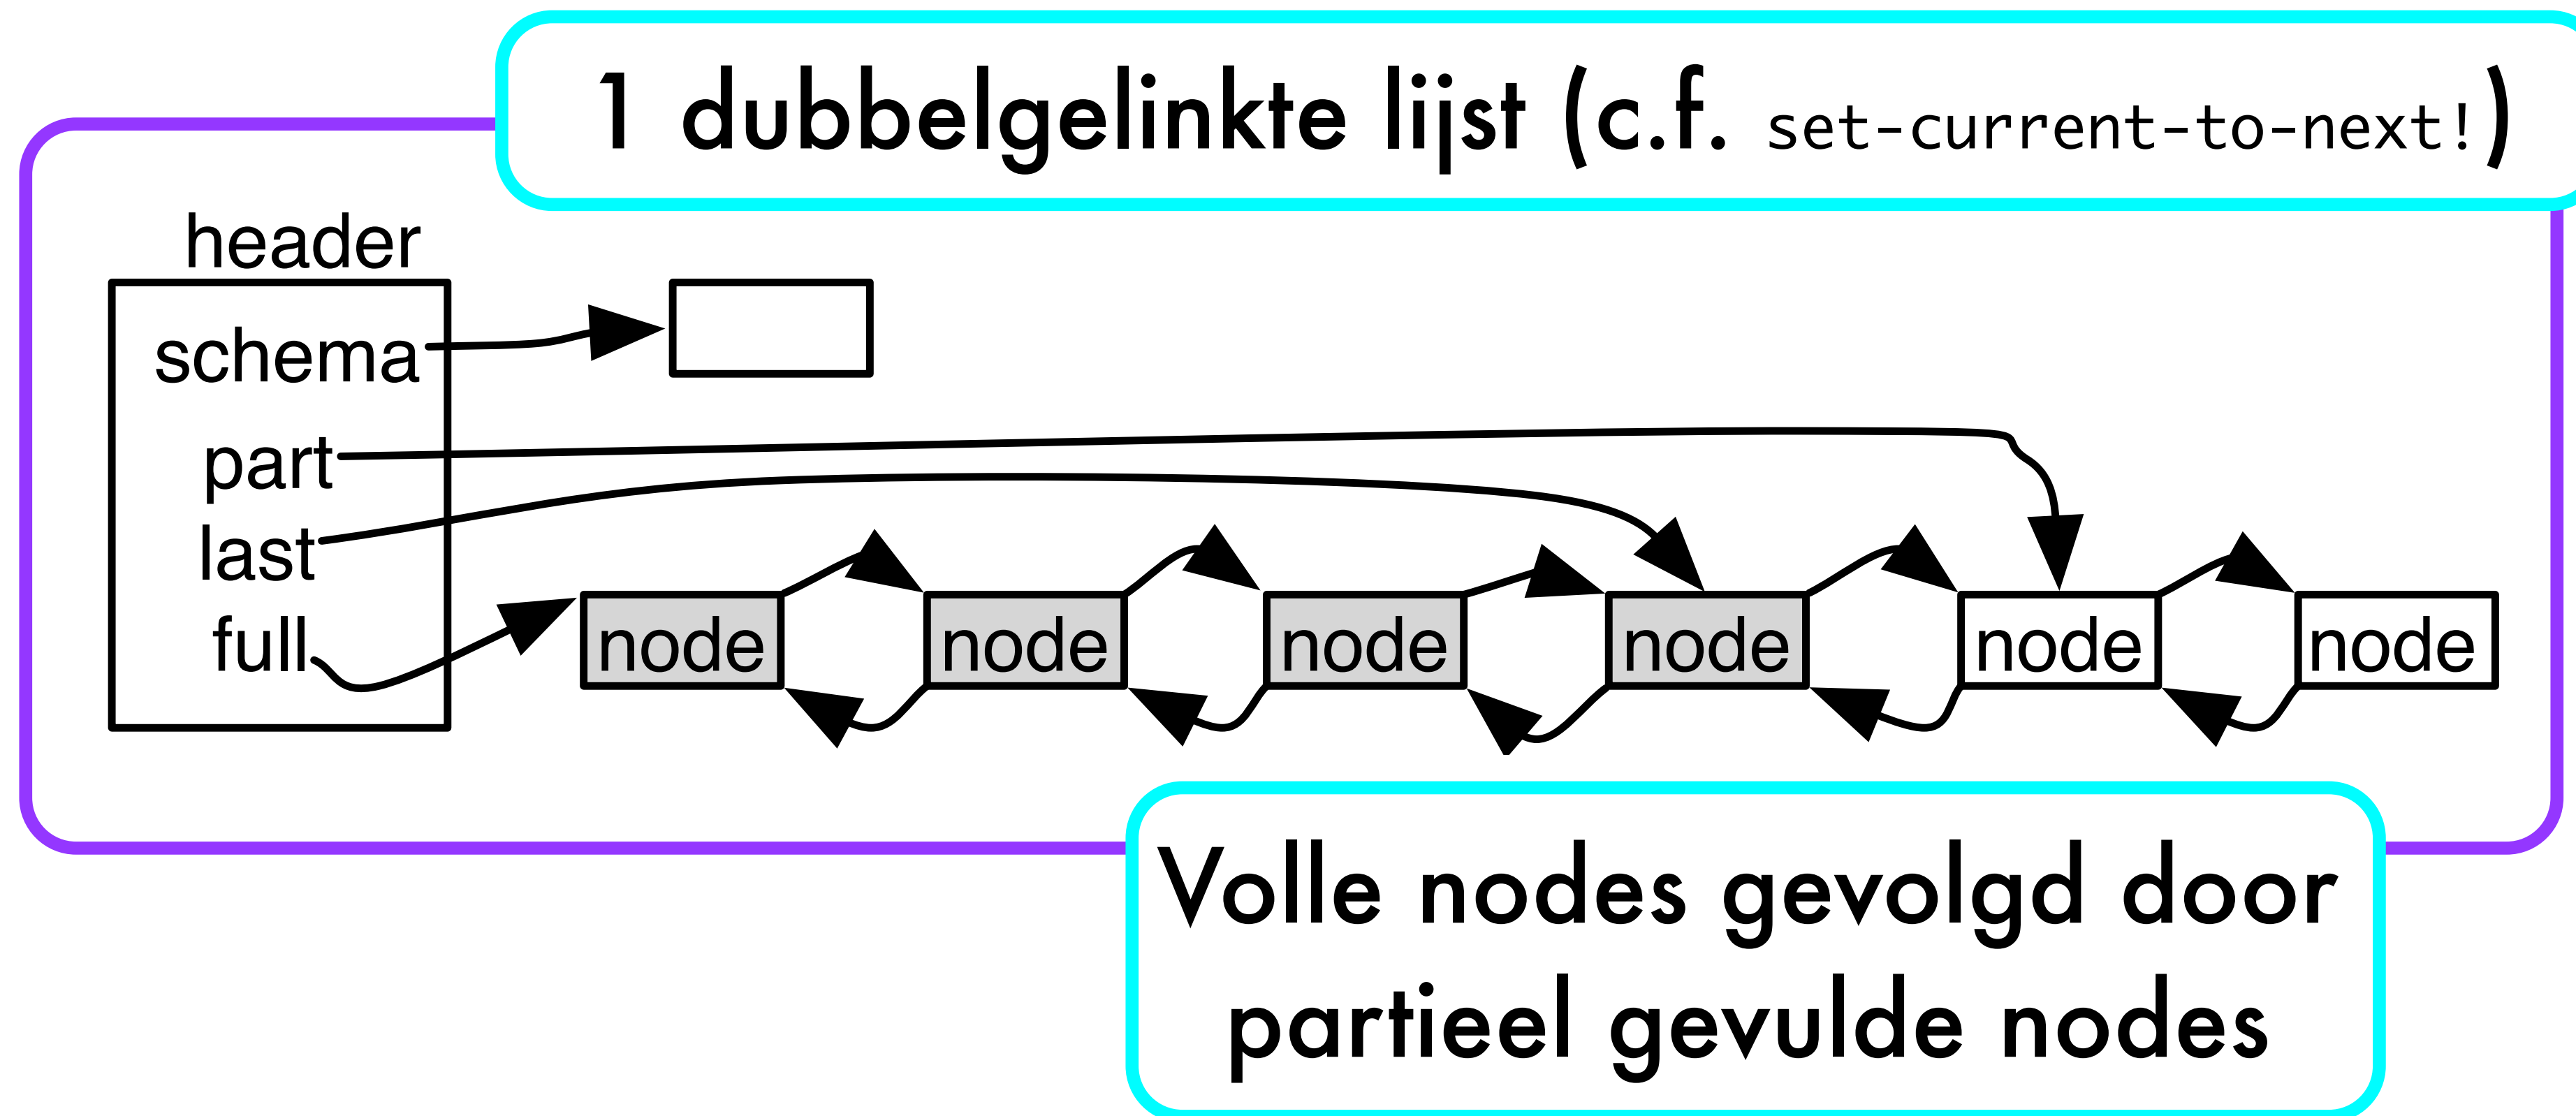 1 dubbelgelinkte lijst (c.f. set-current-to-next!)
header
schema
part
last
full
node node node node node node
Volle nodes gevolgd door
partieel gevulde nodes